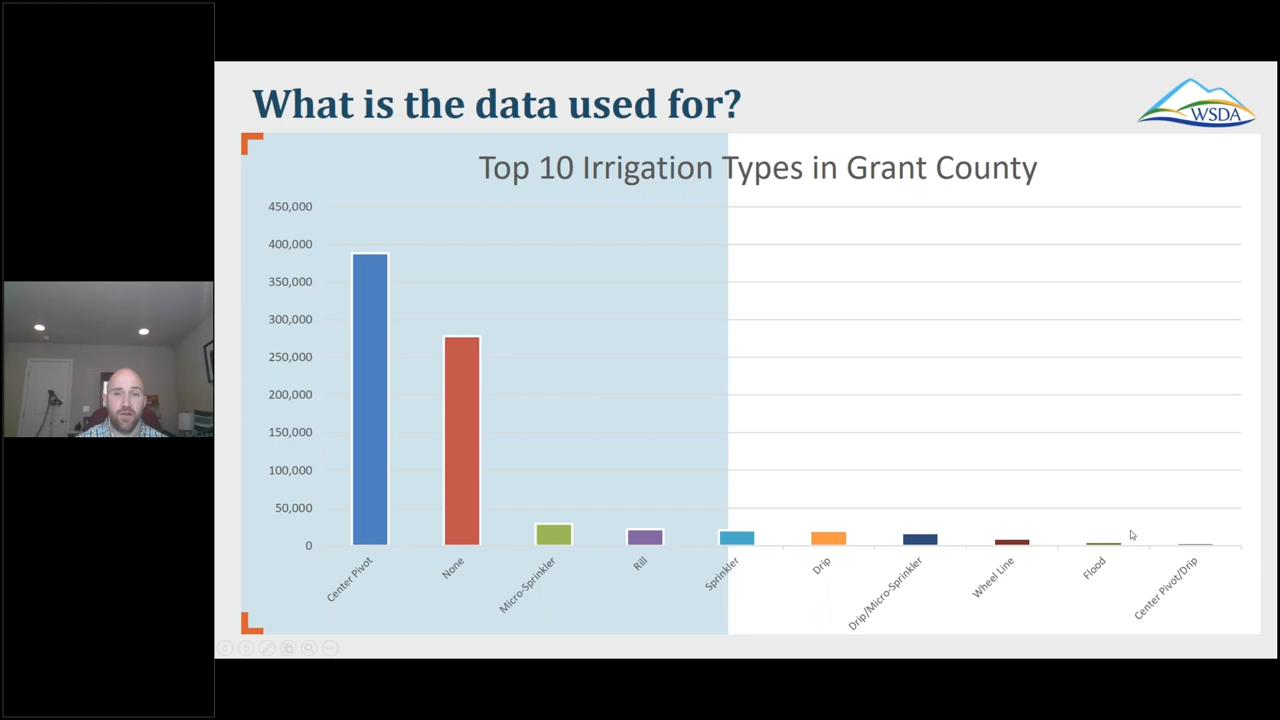 What is the data used for?
WSDA
Top 10 Irrigation Types in Grant County
450,000
400,000
350,000
300,000
250,000
200,000
150,000
100,000
50,000
0
Center Pivot
None
Micro-Sprinkler
Rill
Sprinkler
Drip
Drip/Micro-Sprinkler
Wheel Line
Flood
Center Pivot/Drip